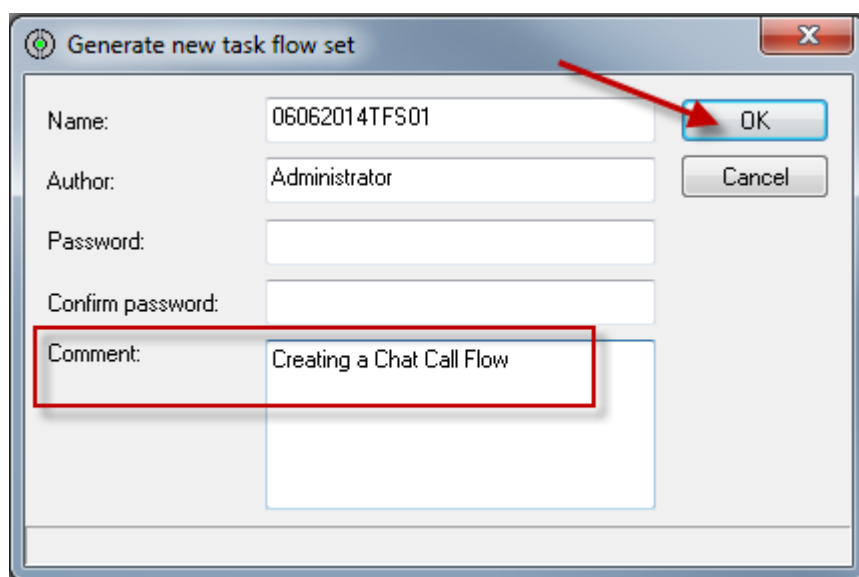 Generate new task flow set
Name: 06062014TFS01 OK
Author: Administrator Cancel
Password:
Confirm password:
Comment: Creating a Chat Call Flow